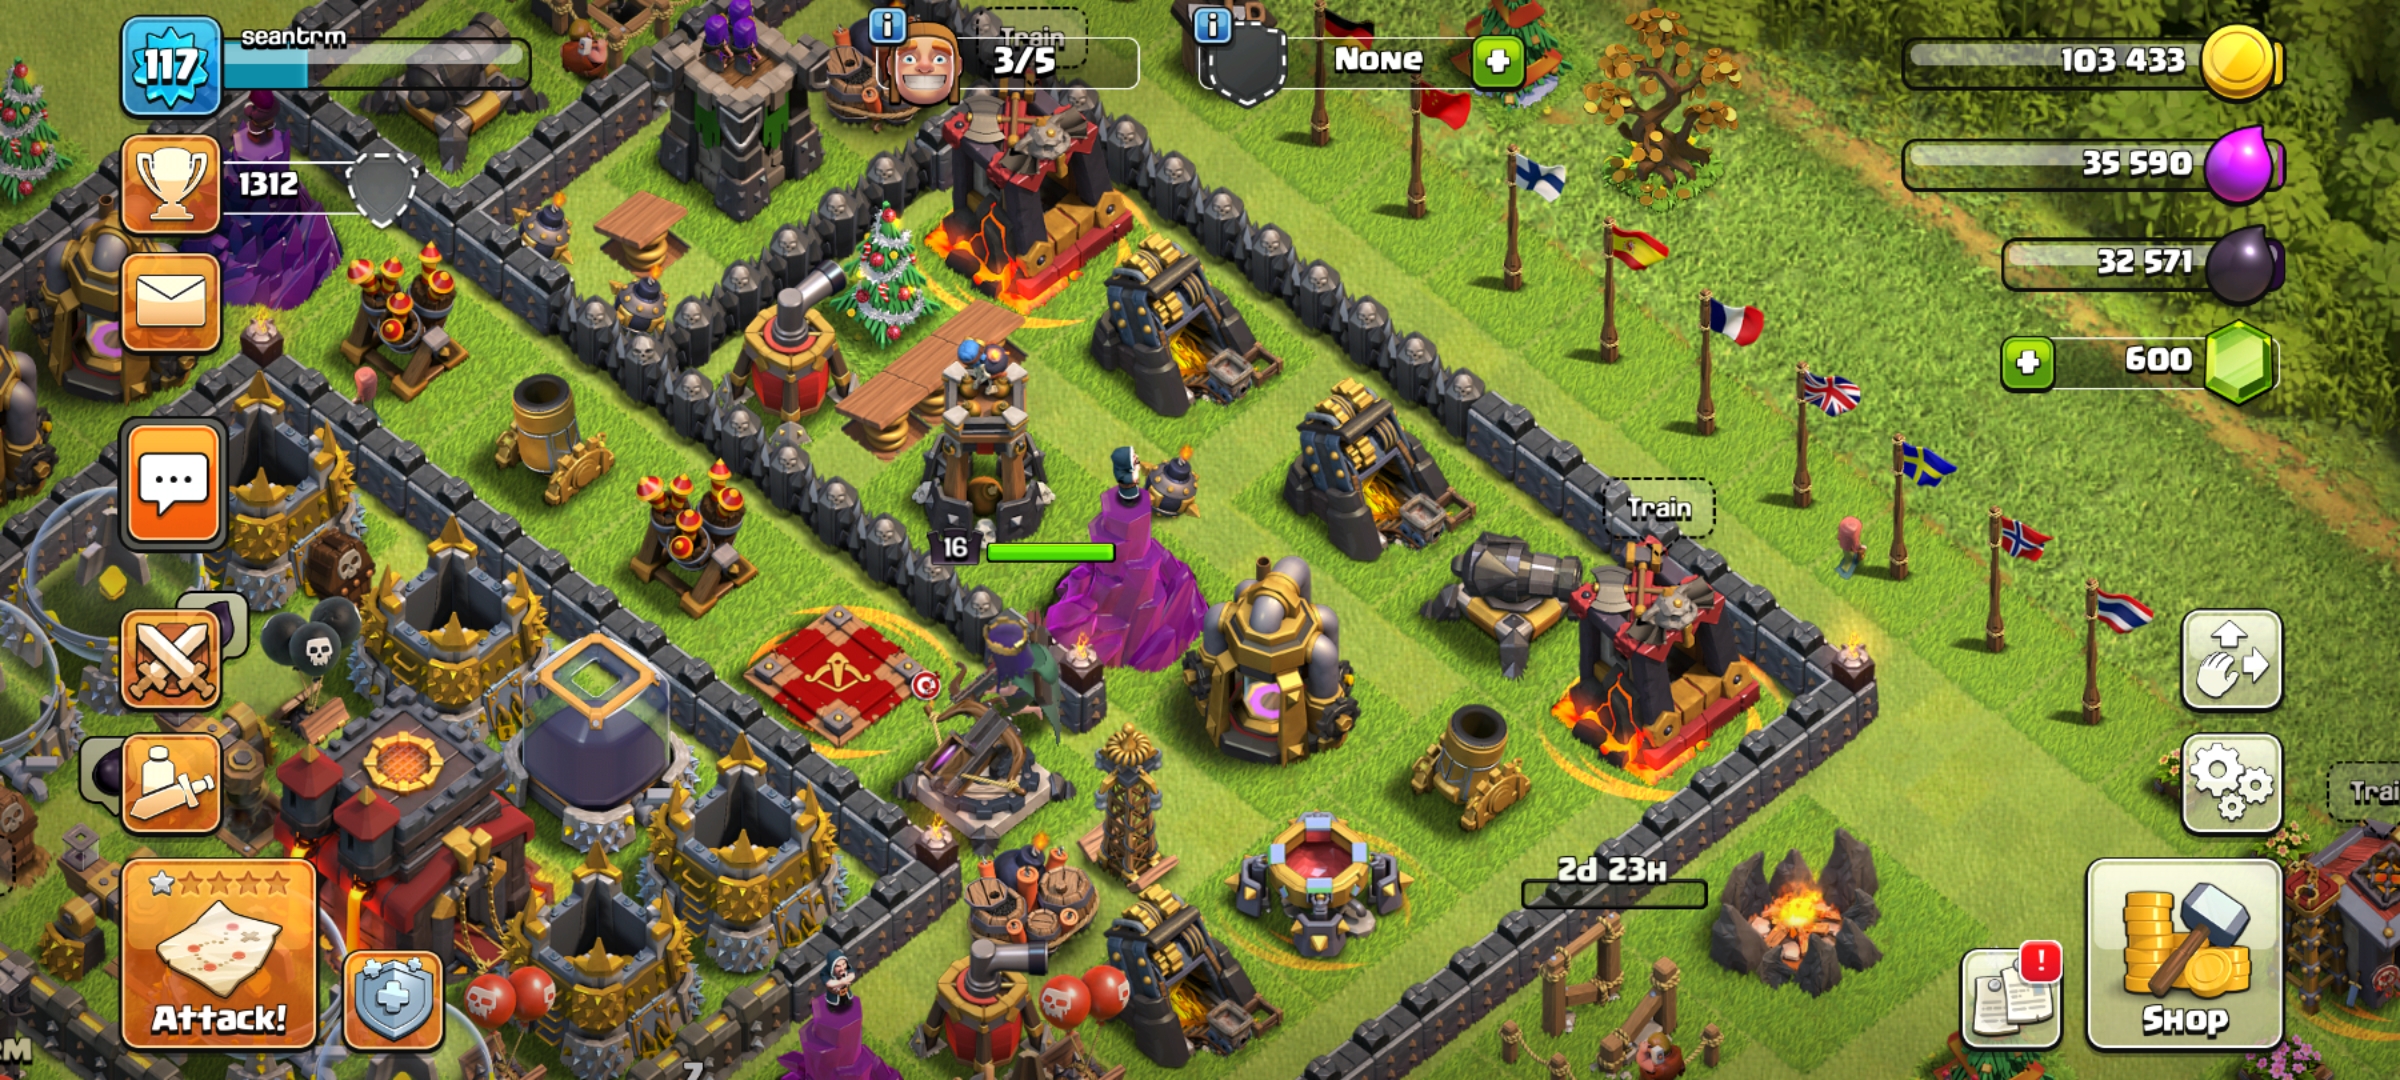 117
seantrm
Train
3/5
None
103 433
1312
35 590
32 571
600
Train
16
Train
2d 23H
Attack!
Shop